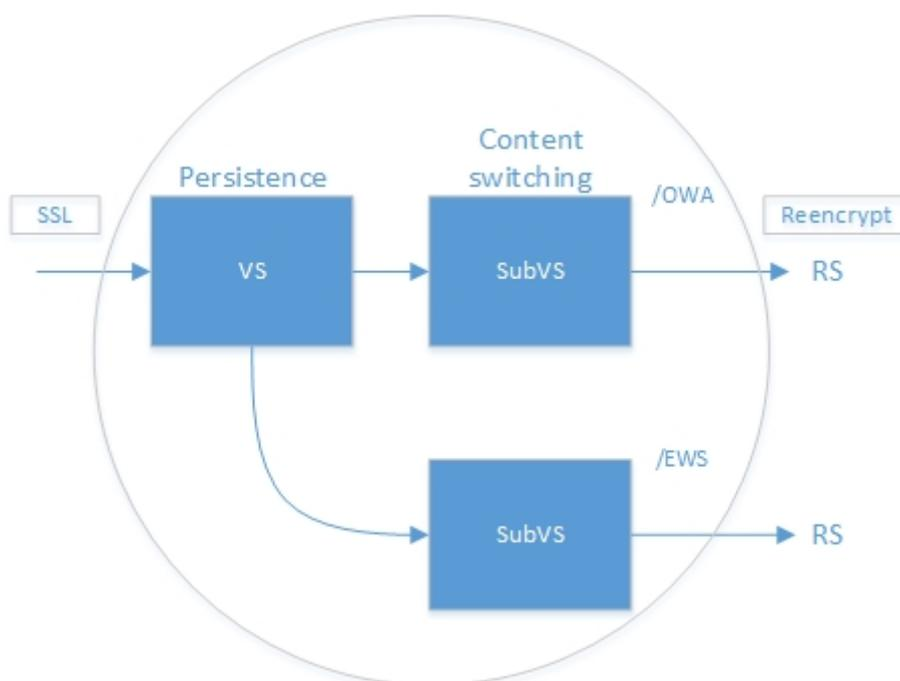 Content
switching
Persistence
/OWA
SSL
Reencrypt
VS
SubVS
RS
/EWS
SubVS
RS